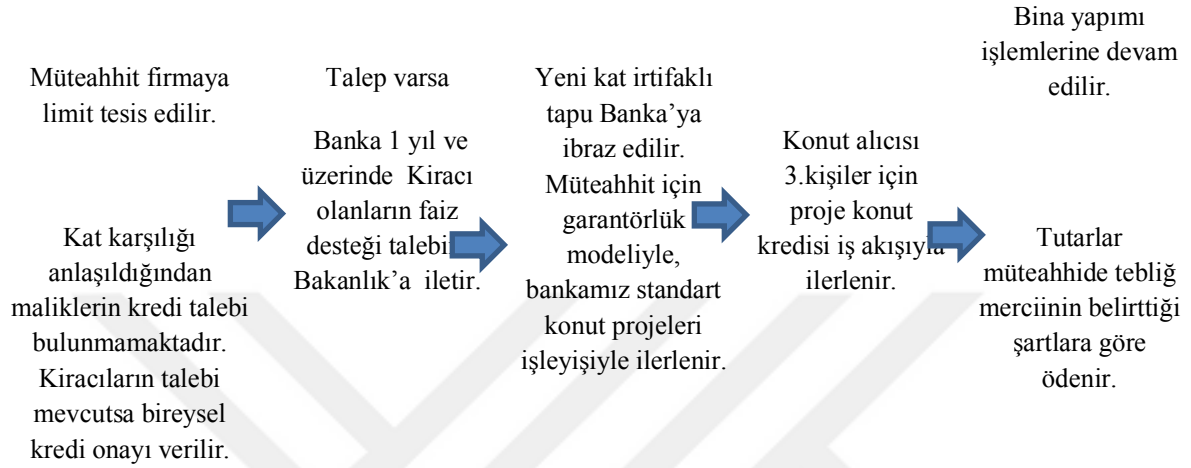 Müteahhit firmaya
limit tesis edilir.
Kat karşılığı
anlaşıldığından
maliklerin kredi talebi
bulunmamaktadır.
Kiracıların talebi
mevcutsa bireysel
kredi onayı verilir.
Talep varsa
Banka 1 yıl ve
üzerinde Kiracı
olanların faiz
desteği talebin
Bakanlık’a iletir.
Yeni kat irtifaklı
tapu Banka’ya
ibraz edilir.
Müteahhit için
garantörlük
modeliyle,
bankamız standart
konut projeleri
işleyişiyle ilerlenir.
Konut alıcısı
3.kişiler için
proje konut
kredisi iş akışıyla
ilerlenir.
Bina yapımı
işlemlerine devam
edilir.
Tutarlar
müteahhide tebliğ
merciinin belirttiği
şartlara göre
ödenir.